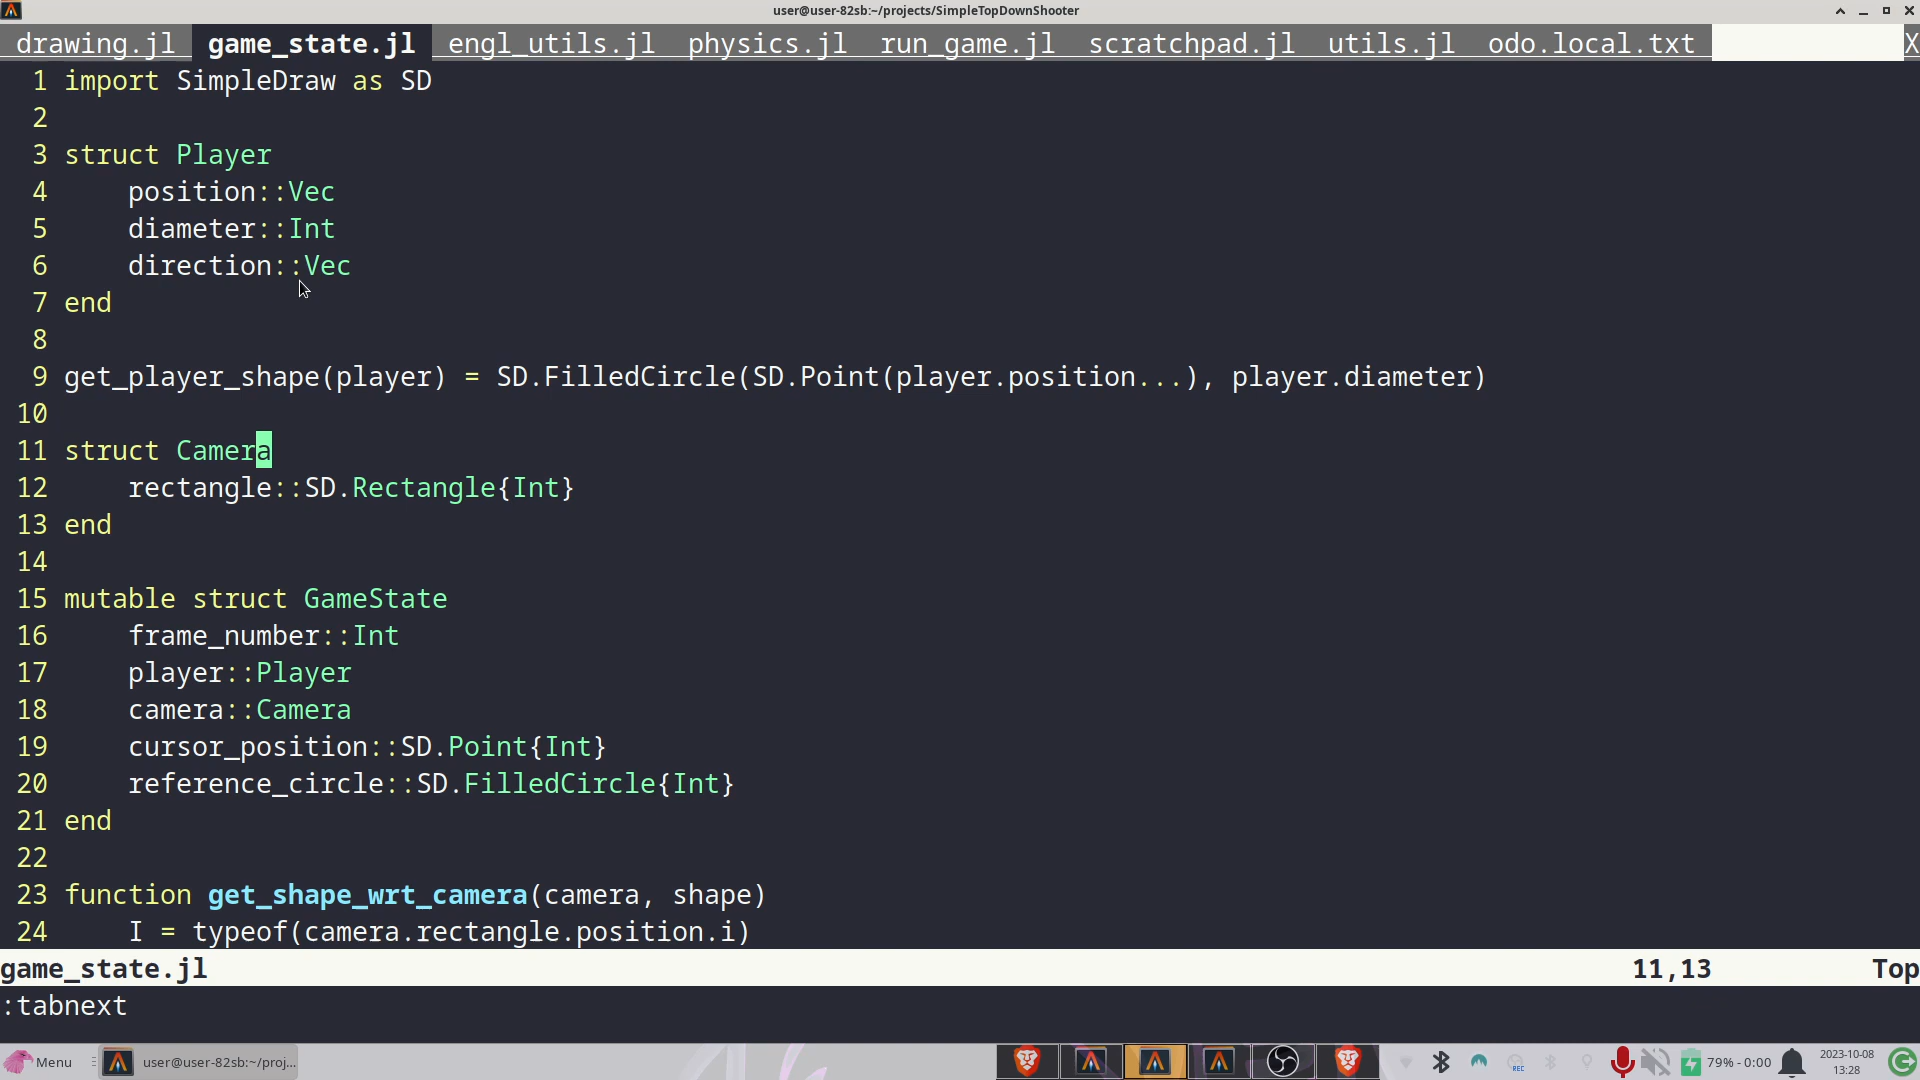 user@user-82sb:~/projects/SimpleTopDownShooter
drawing.jl game_state.jl engl_utils.jl physics.jl run_game.jl scratchpad.jl utils.jl odo.local.txt X
1 import SimpleDraw as SD
2
3 struct Player
4 position::Vec
5 diameter::Int
6 direction::Vec
7 end
8
9 get_player_shape(player) = SD.FilledCircle(SD.Point(player.position...), player.diameter)
10
11 struct Camera
12 rectangle::SD.Rectangle{Int}
13 end
14
15 mutable struct GameState
16 frame_number::Int
17 player::Player
18 camera::Camera
19 cursor_position::SD.Point{Int}
20 reference_circle::SD.FilledCircle{Int}
21 end
22
23 function get_shape_wrt_camera(camera, shape)
24 I = typeof(camera.rectangle.position.i)
game_state.jl 11,13 Top
:tabnext
Menu user@user-82sb:~/proj... REC 79% - 0:00 2023-10-08
13:28